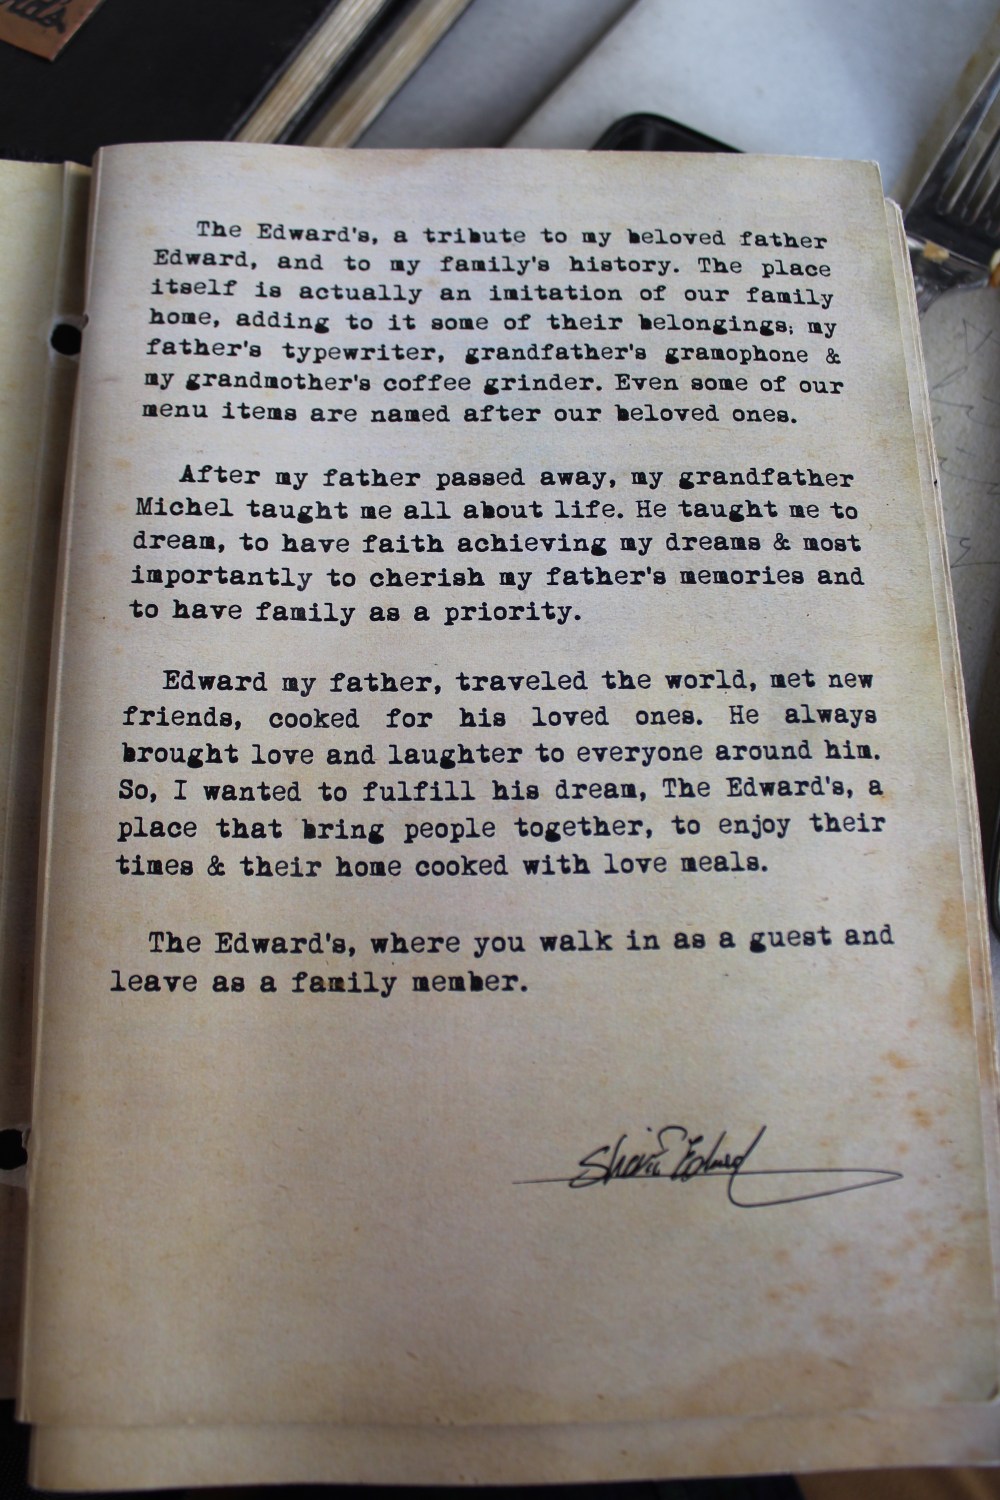 The Edward's, a tribute to my beloved father
Edward, and to my family's history. The place
itself is actually an imitation of our family
home, adding to it some of their belongings; my
father's typewriter, grandfather's gramophone &
my grandmother's coffee grinder. Even some of our
menu items are named after our beloved ones.
After my father passed away, my grandfather
Michel taught me all about life. He taught me to
dream, to have faith achieving my dreams & most
importantly to cherish my father's memories and
to have family as a priority.
Edward my father, traveled the world, met new
friends, cooked for his loved ones. He always
brought love and laughter to everyone around him.
So, I wanted to fulfill his dream, The Edward's, a
place that bring people together, to enjoy their
times & their home cooked with love meals.
The Edward's, where you walk in as a guest and
leave as a family member.